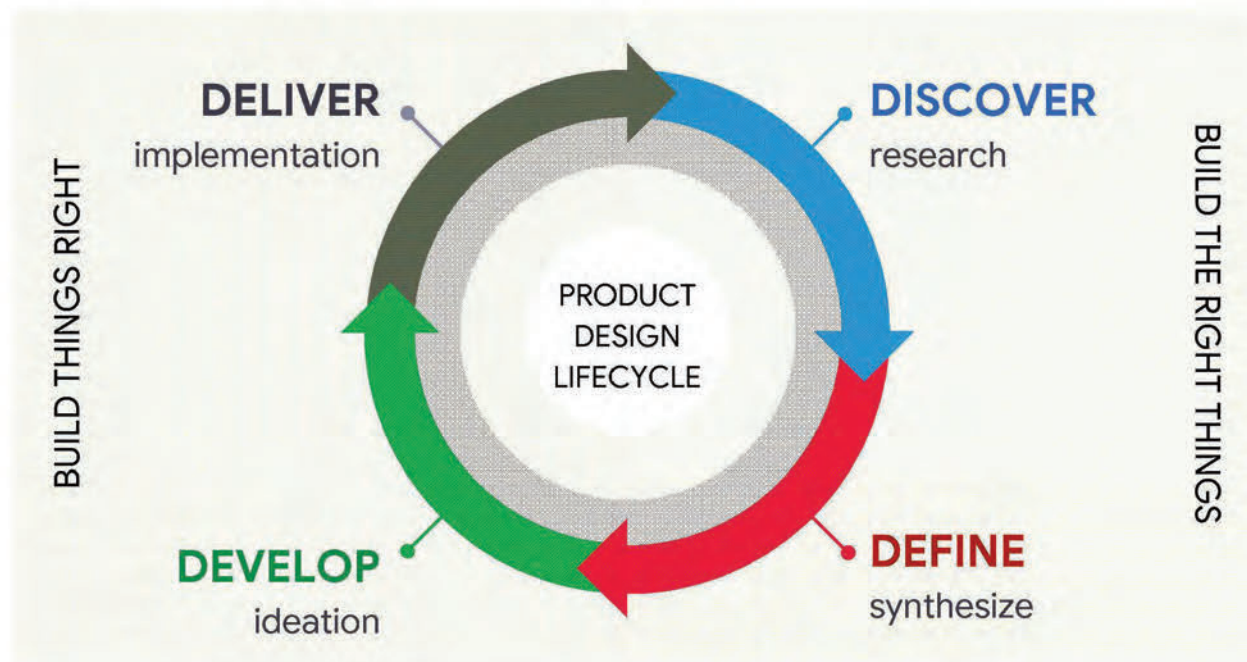 DELIVER
implementation
DISCOVER
research
BUILD THINGS RIGHT
PRODUCT
DESIGN
LIFECYCLE
BUILD THE RIGHT THINGS
DEVELOP
ideation
DEFINE
synthesize